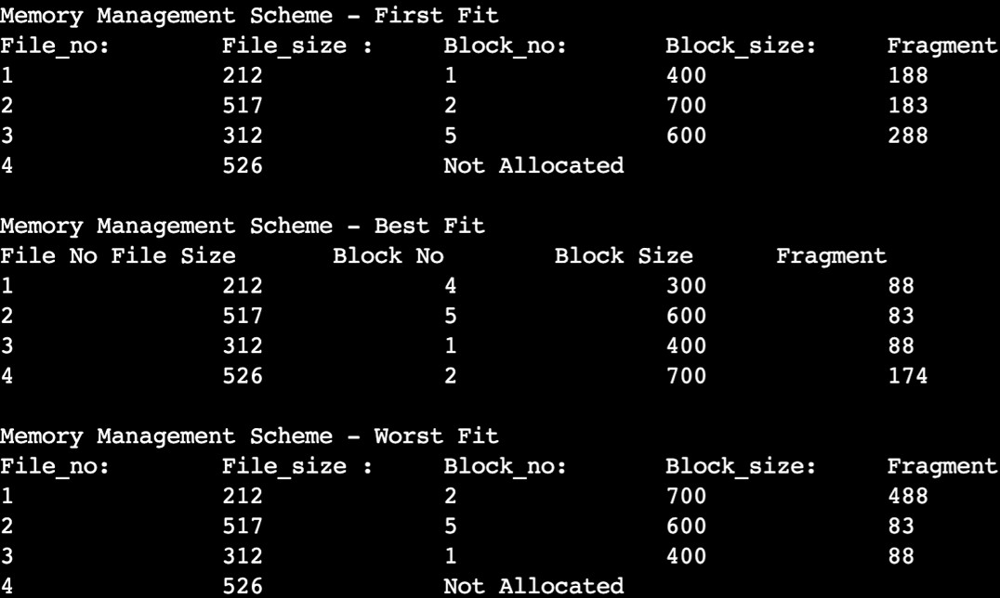 Memory Management Scheme - First Fit
File_no: File_size : Block_no: Block_size: Fragment
1 212 1 400 188
2 517 2 700 183
3 312 5 600 288
4 526 Not Allocated
Memory Management Scheme - Best Fit
File No File Size Block No Block Size Fragment
1 212 4 300 88
2 517 5 600 83
3 312 1 400 88
4 526 2 700 174
Memory Management Scheme - Worst Fit
File_no: File_size : Block_no: Block_size: Fragment
1 212 2 700 488
2 517 5 600 83
3 312 1 400 88
4 526 Not Allocated